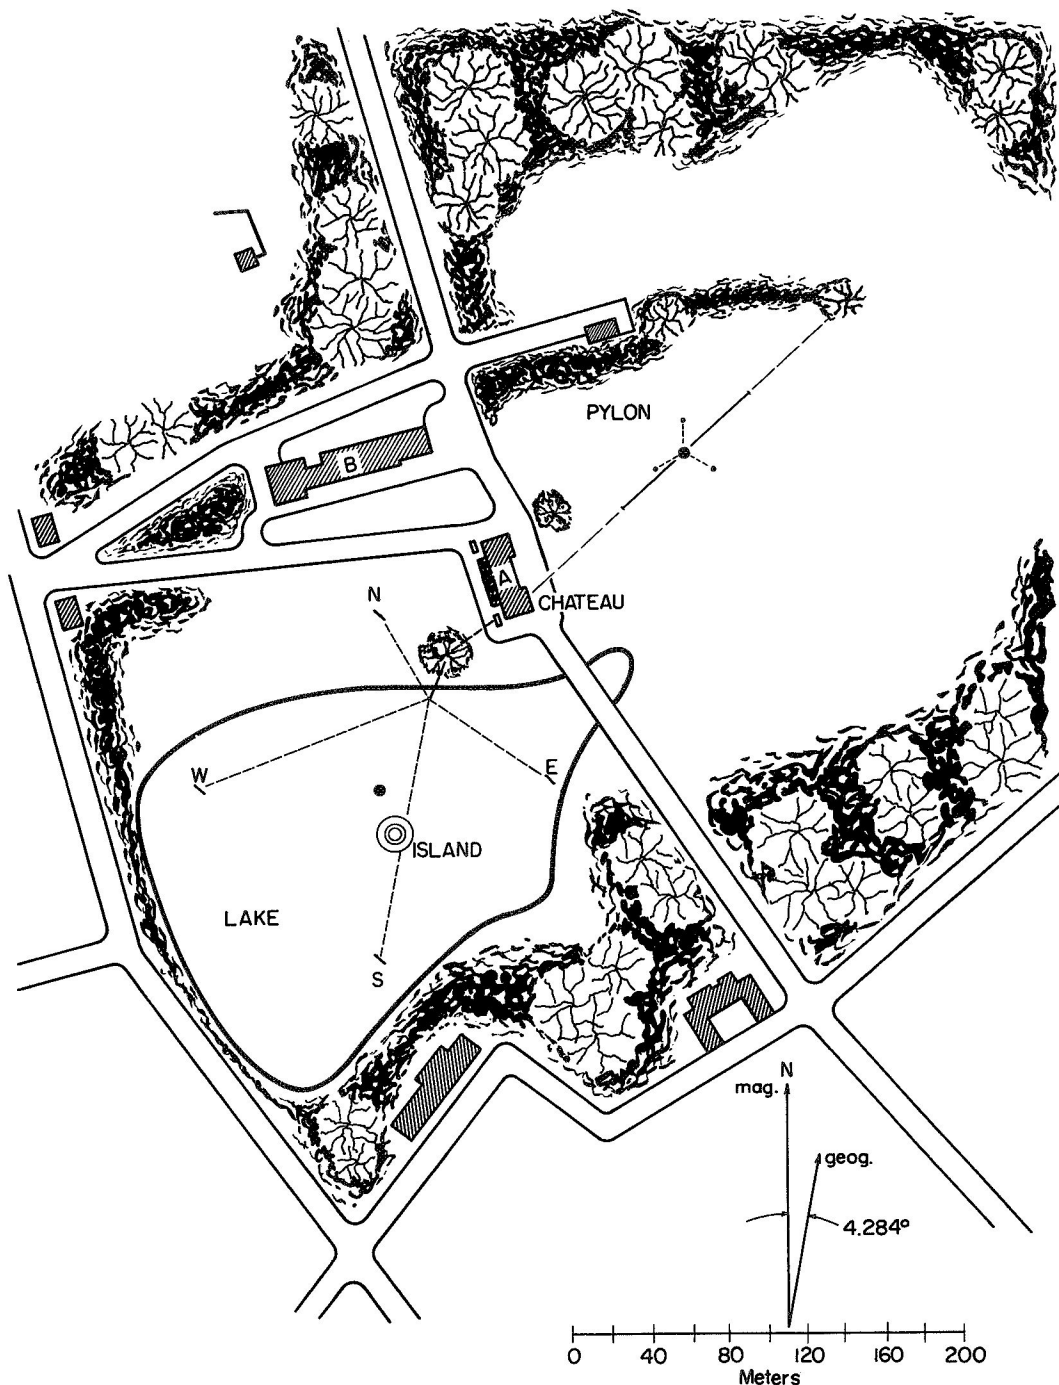 PYLON
B
A
CHATEAU
N
W
E
ISLAND
LAKE
S
N
mag.
geog.
4.284°
0 40 80 120 160 200
Meters